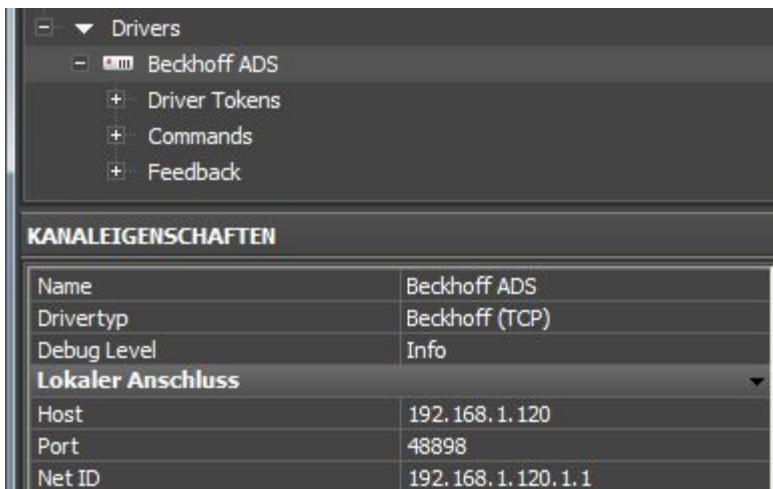 Drivers
Beckhoff ADS
Driver Tokens
Commands
Feedback
KANALEIGENSCHAFTEN
Name Beckhoff ADS
Drivertyp Beckhoff (TCP)
Debug Level Info
Lokaler Anschluss
Host 192.168.1.120
Port 48898
Net ID 192.168.1.120.1.1